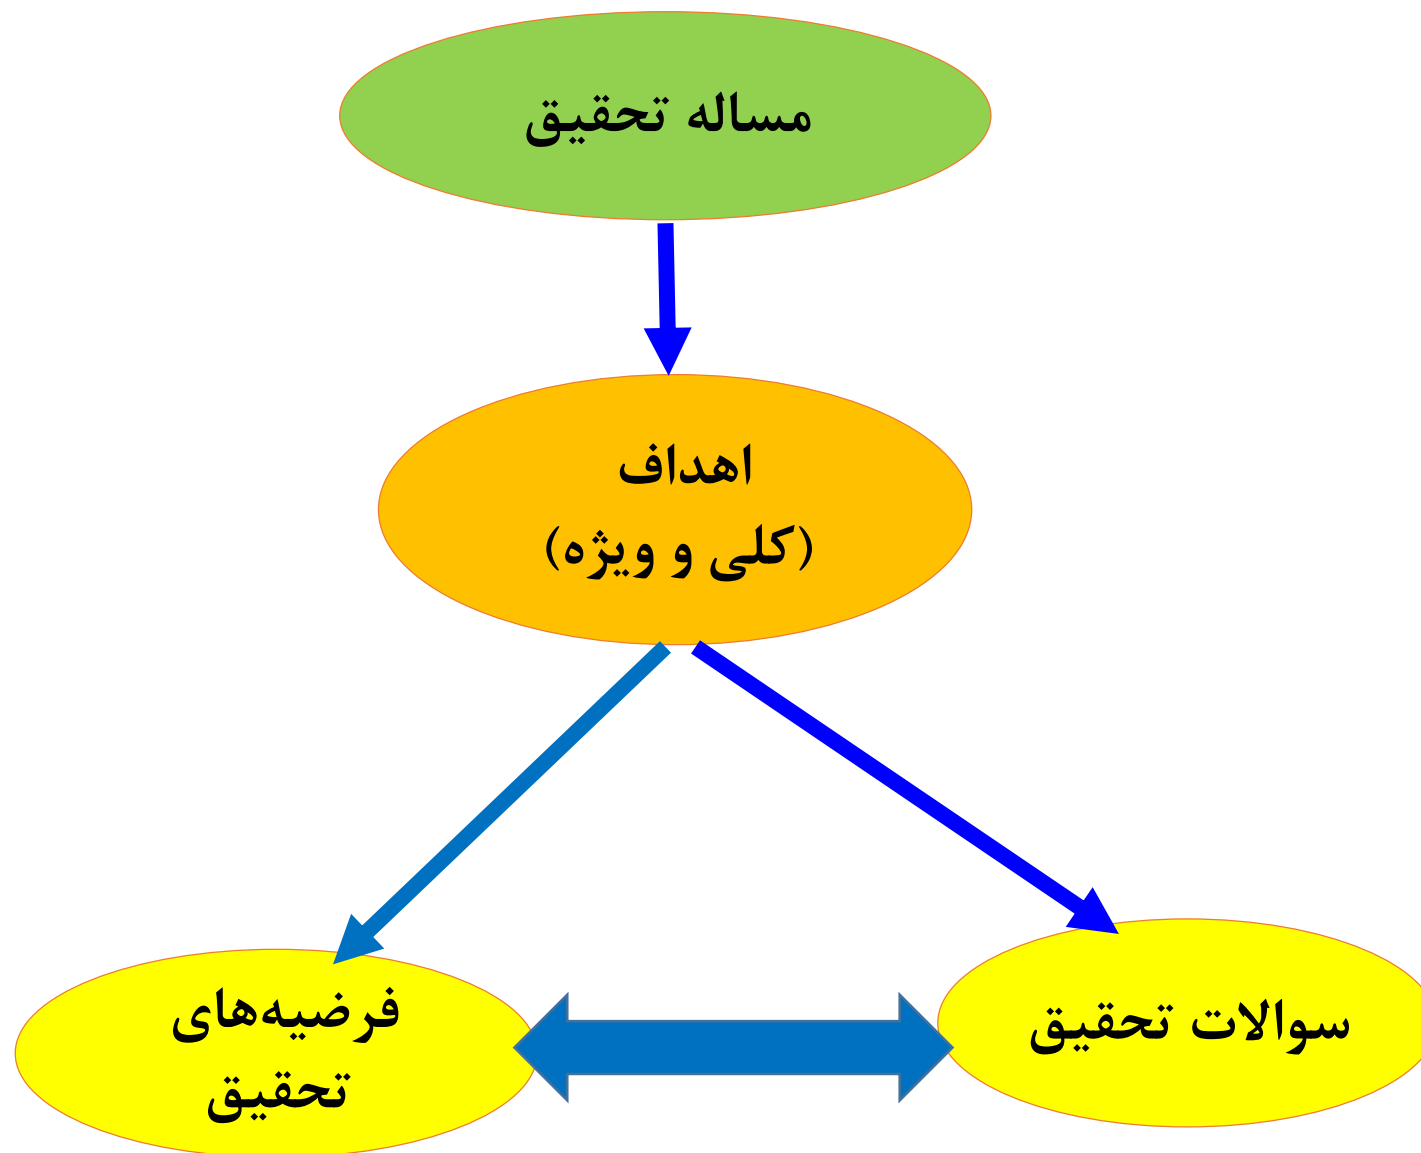 مساله تحقیق
اهداف
(کلی و ویژه)
سوالات تحقیق
فرضیه‌های
تحقیق